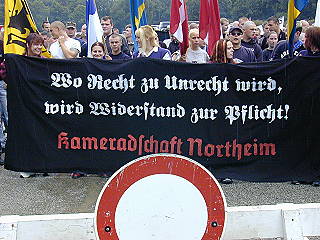 Wo Recht zu Unrecht wird,
wird Widerstand zur Pflicht!
Kameradschaft Northeim